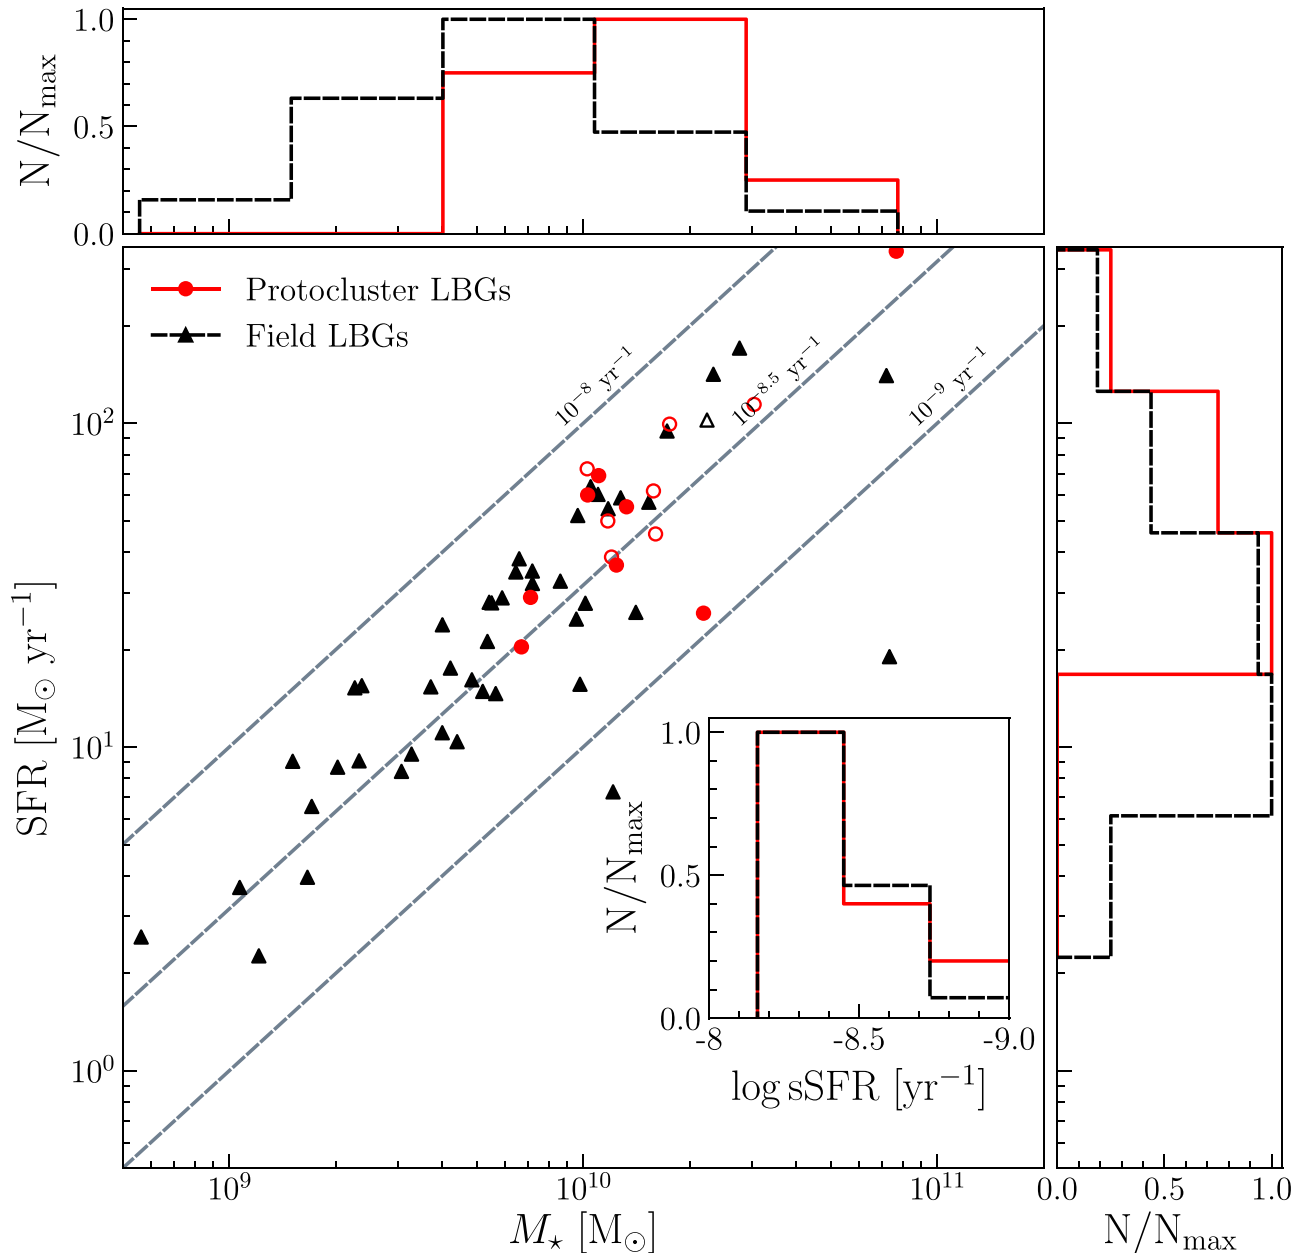 1.0
0.5
0.0
N/N_max
Protocluster LBGs
Field LBGs
10^−8 yr^−1
10^−8.5 yr^−1
10^−9 yr^−1
10^2
10^1
10^0
SFR [M_⊙ yr^−1]
1.0
0.5
0.0
N/N_max
-8
-8.5
-9.0
log sSFR [yr^−1]
10^9
10^10
10^11
M_⋆ [M_⊙]
0.0
0.5
1.0
N/N_max